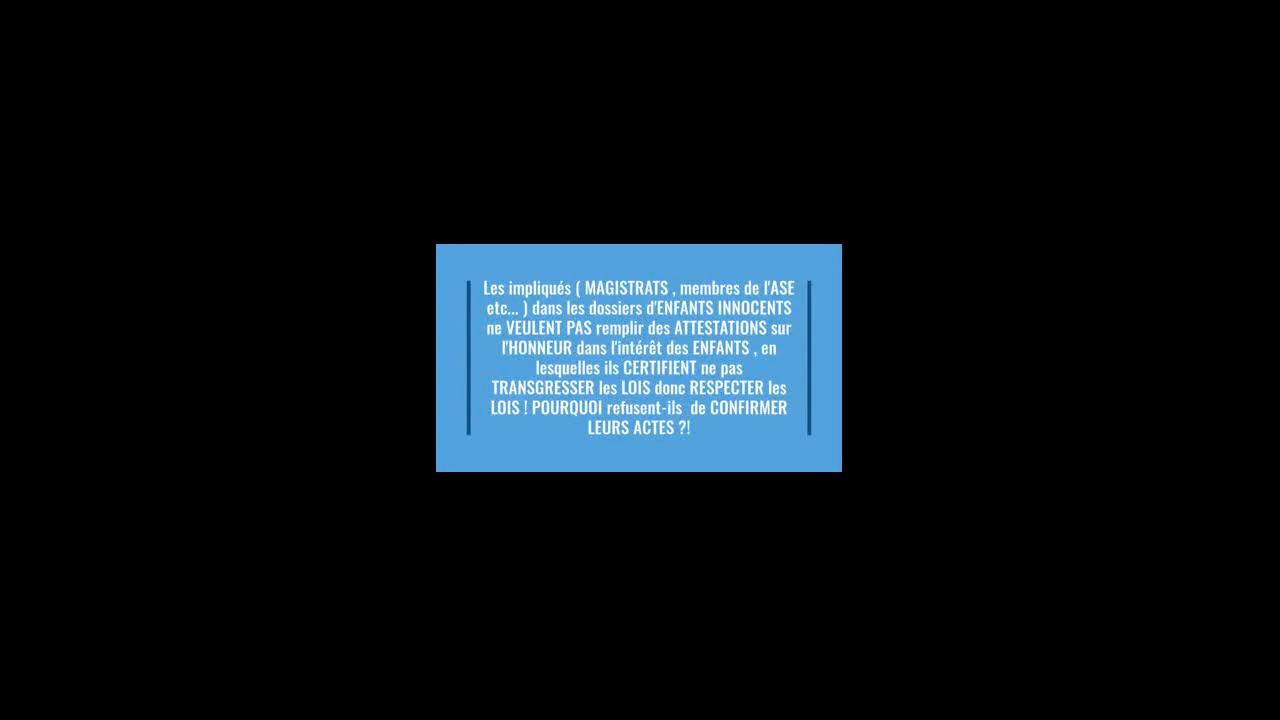 Les impliqués ( MAGISTRATS , membres de l'ASE
etc... ) dans les dossiers d'ENFANTS INNOCENTS
ne VEULENT PAS remplir des ATTESTATIONS sur
l'HONNEUR dans l'intérêt des ENFANTS , en
lesquelles ils CERTIFIENT ne pas
TRANSGRESSER les LOIS donc RESPECTER les
LOIS ! POURQUOI refusent-ils  de CONFIRMER
LEURS ACTES ?!